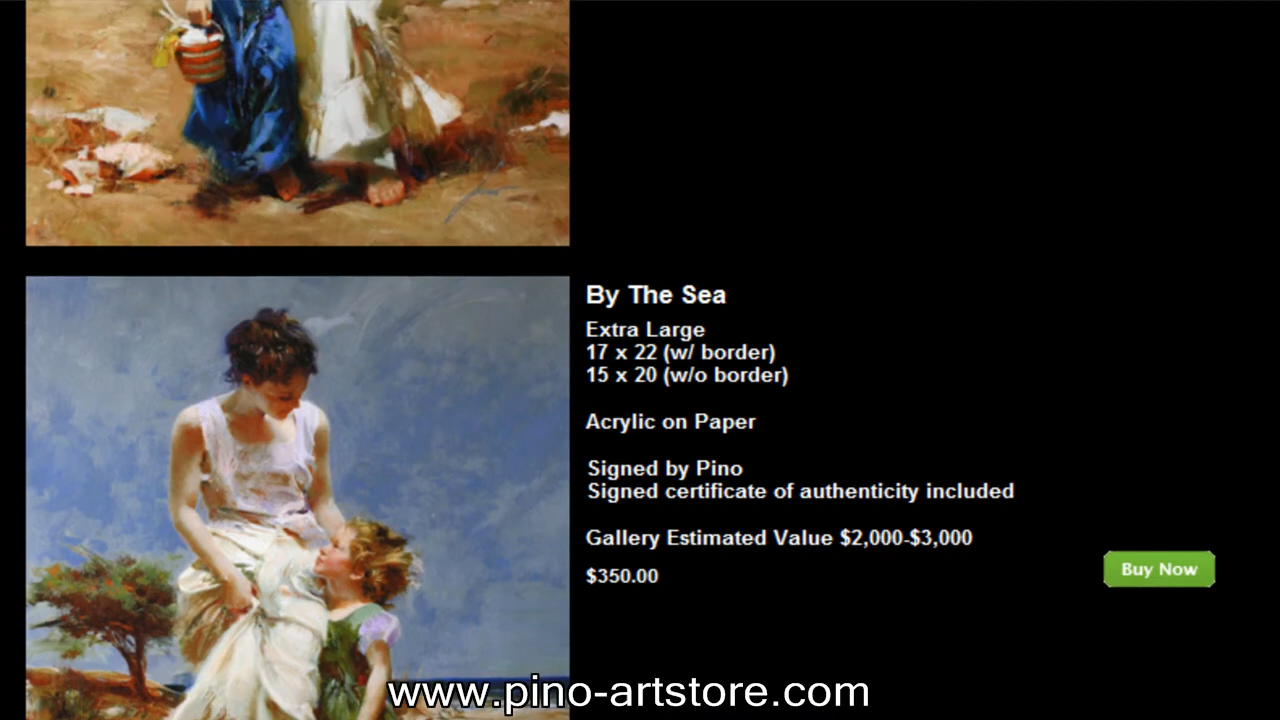 By The Sea
Extra Large
17 x 22 (w/ border)
15 x 20 (w/o border)
Acrylic on Paper
Signed by Pino
Signed certificate of authenticity included
Gallery Estimated Value $2,000-$3,000
$350.00
Buy Now
www.pino-artstore.com